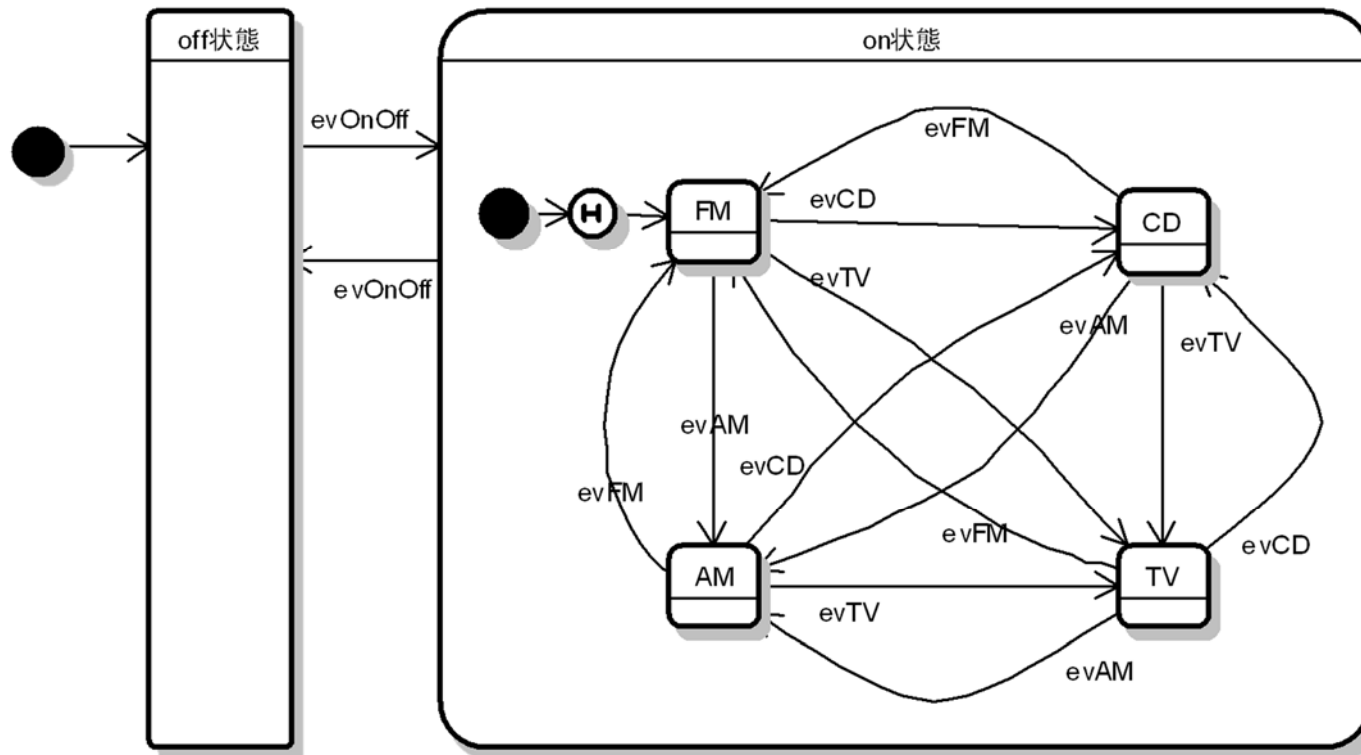 off状態
on状態
evOnOff
evFM
H
FM
evCD
CD
evOnOff
evTV
evAM
evTV
evAM
evCD
evFM
evFM
evCD
AM
TV
evTV
evAM